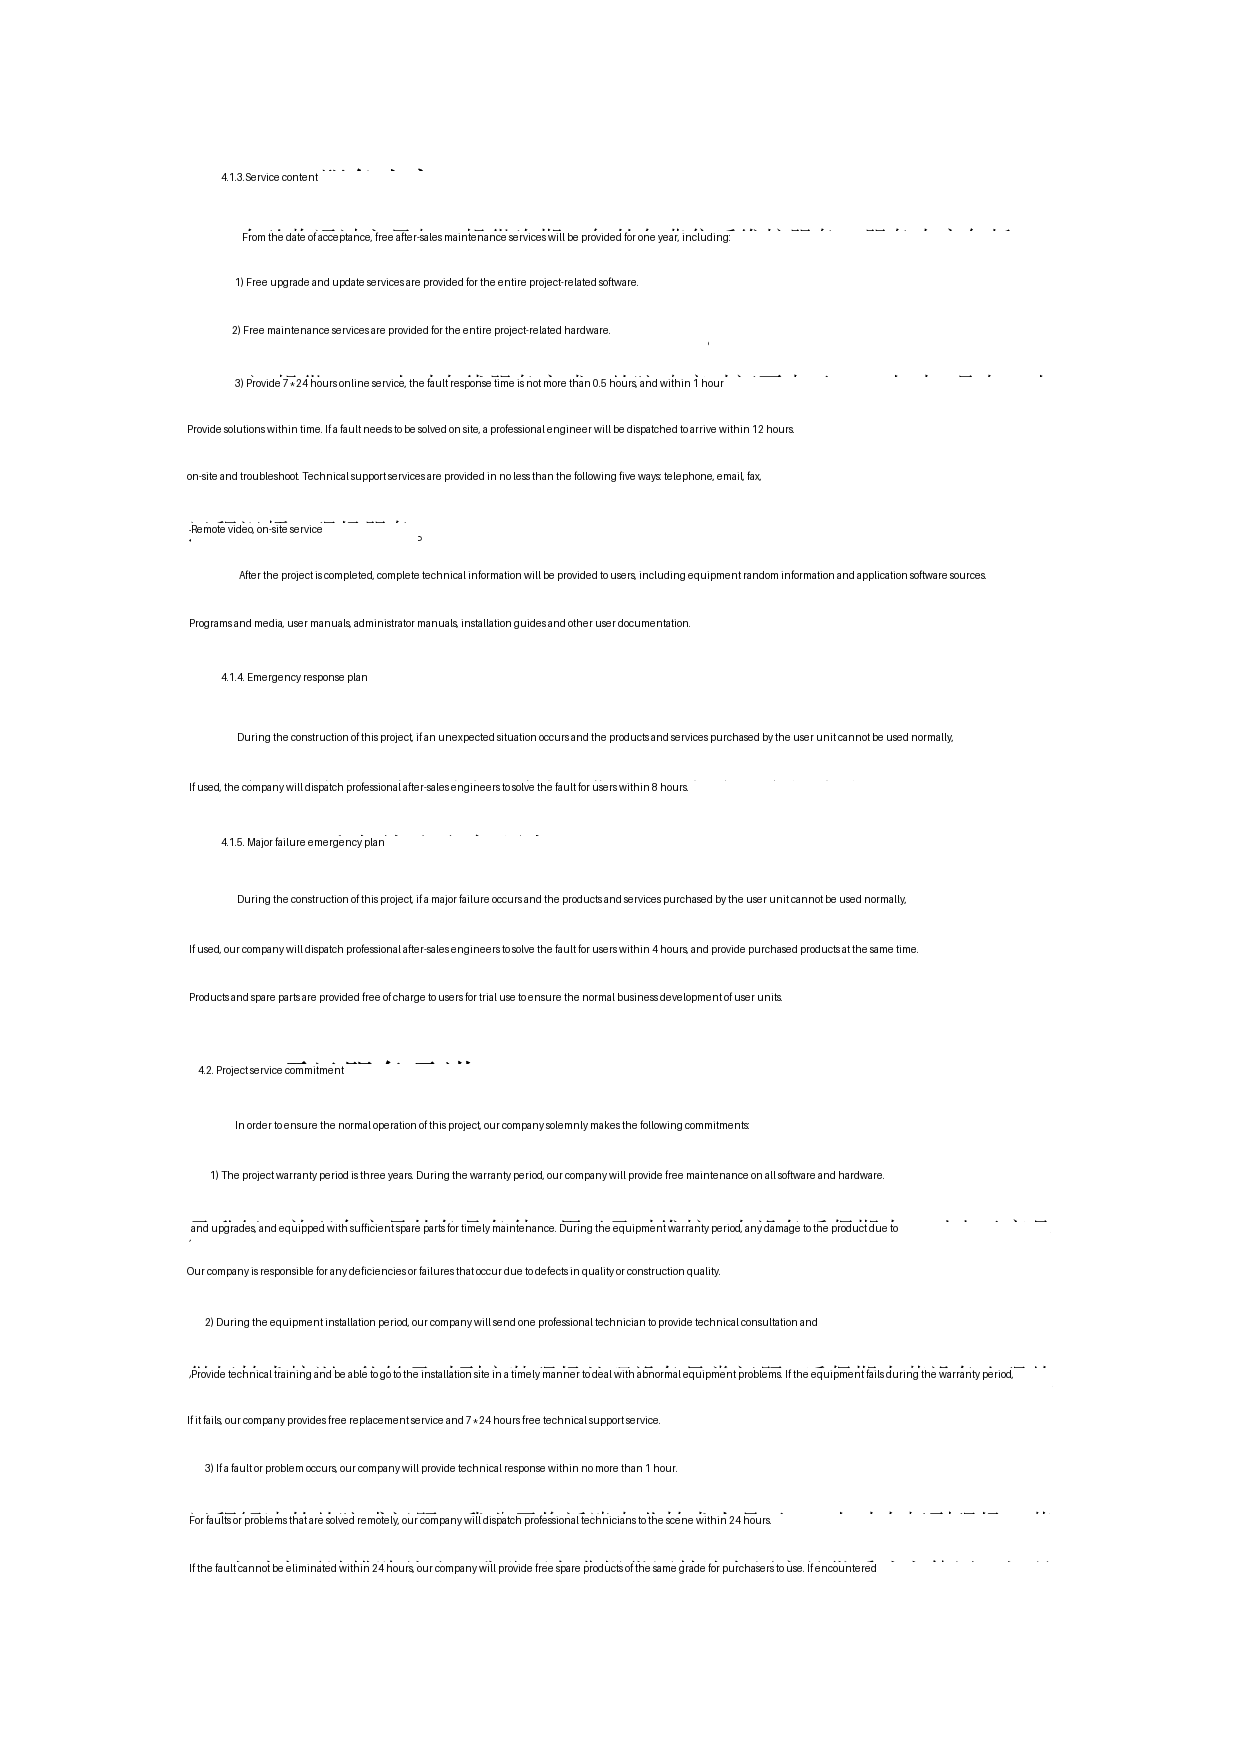 4.1.3.Service content
From the date of acceptance, free after-sales maintenance services will be provided for one year, including:
1) Free upgrade and update services are provided for the entire project-related software.
2) Free maintenance services are provided for the entire project-related hardware.
3) Provide 7*24 hours online service, the fault response time is not more than 0.5 hours, and within 1 hour
Provide solutions within time. If a fault needs to be solved on site, a professional engineer will be dispatched to arrive within 12 hours.
on-site and troubleshoot. Technical support services are provided in no less than the following five ways: telephone, email, fax,
Remote video, on-site service
After the project is completed, complete technical information will be provided to users, including equipment random information and application software sources.
Programs and media, user manuals, administrator manuals, installation guides and other user documentation.
4.1.4. Emergency response plan
During the construction of this project, if an unexpected situation occurs and the products and services purchased by the user unit cannot be used normally,
If used, the company will dispatch professional after-sales engineers to solve the fault for users within 8 hours.
4.1.5. Major failure emergency plan
During the construction of this project, if a major failure occurs and the products and services purchased by the user unit cannot be used normally,
If used, our company will dispatch professional after-sales engineers to solve the fault for users within 4 hours, and provide purchased products at the same time.
Products and spare parts are provided free of charge to users for trial use to ensure the normal business development of user units.
4.2. Project service commitment
In order to ensure the normal operation of this project, our company solemnly makes the following commitments:
1) The project warranty period is three years. During the warranty period, our company will provide free maintenance on all software and hardware.
and upgrades, and equipped with sufficient spare parts for timely maintenance. During the equipment warranty period, any damage to the product due to
Our company is responsible for any deficiencies or failures that occur due to defects in quality or construction quality.
2) During the equipment installation period, our company will send one professional technician to provide technical consultation and
Provide technical training and be able to go to the installation site in a timely manner to deal with abnormal equipment problems. If the equipment fails during the warranty period,
If it fails, our company provides free replacement service and 7*24 hours free technical support service.
3) If a fault or problem occurs, our company will provide technical response within no more than 1 hour.
For faults or problems that are solved remotely, our company will dispatch professional technicians to the scene within 24 hours.
If the fault cannot be eliminated within 24 hours, our company will provide free spare products of the same grade for purchasers to use. If encountered